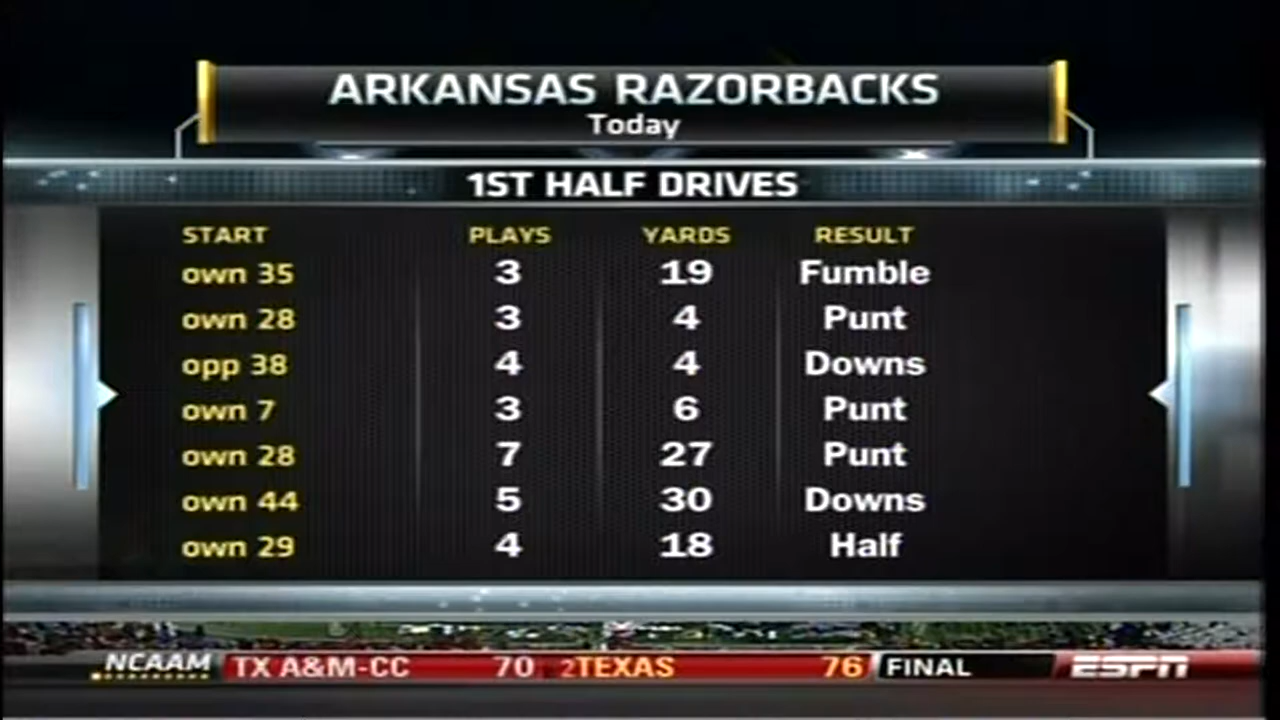 ARKANSAS RAZORBACKS
Today
1ST HALF DRIVES
START PLAYS YARDS RESULT
own 35 3 19 Fumble
own 28 3 4 Punt
opp 38 4 4 Downs
own 7 3 6 Punt
own 28 7 27 Punt
own 44 5 30 Downs
own 29 4 18 Half
NCAAM TX A&M-CC 70 2TEXAS 76 FINAL ESPN